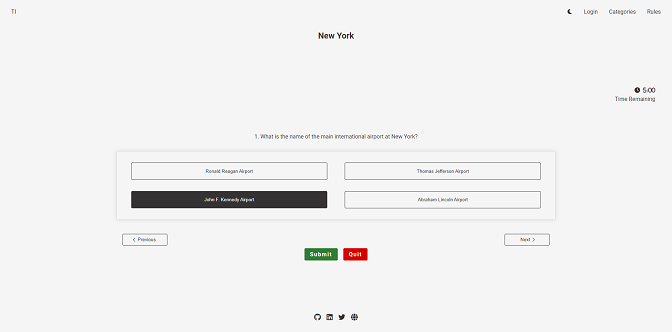 TI
Login Categories Rules
New York
5:00
Time Remaining
1. What is the name of the main international airport at New York?
Ronald Reagan Airport
Thomas Jefferson Airport
John F. Kennedy Airport
Abraham Lincoln Airport
Previous
Next
Submit Quit